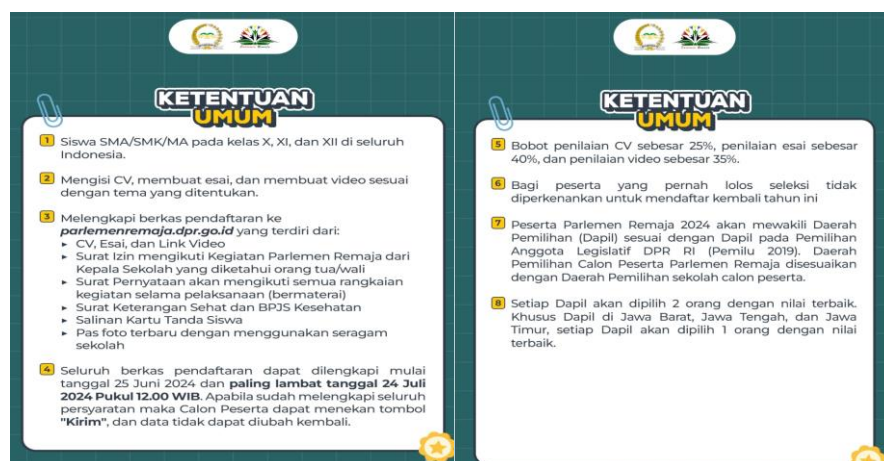 KETENTUAN
UMUM
1 Siswa SMA/SMK/MA pada kelas X, XI, dan XII di seluruh
Indonesia.
2 Mengisi CV, membuat esai, dan membuat video sesuai
dengan tema yang ditentukan.
3 Melengkapi berkas pendaftaran ke
parlemenremaja.dpr.go.id yang terdiri dari:
▸ CV, Esai, dan Link Video
▸ Surat Izin mengikuti Kegiatan Parlemen Remaja dari
Kepala Sekolah yang diketahui orang tua/wali
▸ Surat Pernyataan akan mengikuti semua rangkaian
kegiatan selama pelaksanaan (bermaterai)
▸ Surat Keterangan Sehat dan BPJS Kesehatan
▸ Salinan Kartu Tanda Siswa
▸ Pas foto terbaru dengan menggunakan seragam
sekolah
4 Seluruh berkas pendaftaran dapat dilengkapi mulai
tanggal 25 Juni 2024 dan paling lambat tanggal 24 Juli
2024 Pukul 12.00 WIB. Apabila sudah melengkapi seluruh
persyaratan maka Calon Peserta dapat menekan tombol
"Kirim", dan data tidak dapat diubah kembali.
KETENTUAN
UMUM
5 Bobot penilaian CV sebesar 25%, penilaian esai sebesar
40%, dan penilaian video sebesar 35%.
6 Bagi peserta yang pernah lolos seleksi tidak
diperkenankan untuk mendaftar kembali tahun ini
7 Peserta Parlemen Remaja 2024 akan mewakili Daerah
Pemilihan (Dapil) sesuai dengan Dapil pada Pemilihan
Anggota Legislatif DPR RI (Pemilu 2019). Daerah
Pemilihan Calon Peserta Parlemen Remaja disesuaikan
dengan Daerah Pemilihan sekolah calon peserta.
8 Setiap Dapil akan dipilih 2 orang dengan nilai terbaik.
Khusus Dapil di Jawa Barat, Jawa Tengah, dan Jawa
Timur, setiap Dapil akan dipilih 1 orang dengan nilai
terbaik.